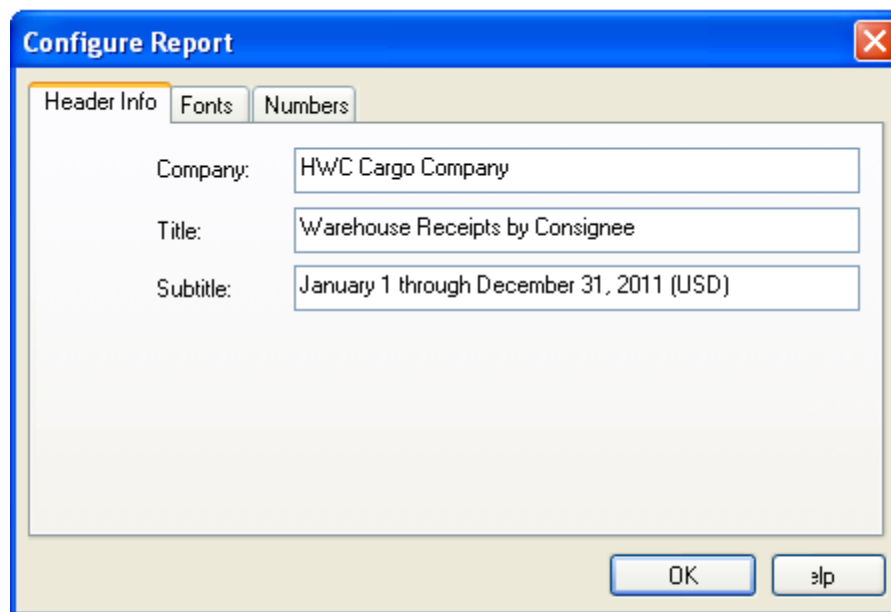 Configure Report
Header Info Fonts Numbers
Company: HWC Cargo Company
Title: Warehouse Receipts by Consignee
Subtitle: January 1 through December 31, 2011 (USD)
OK elp